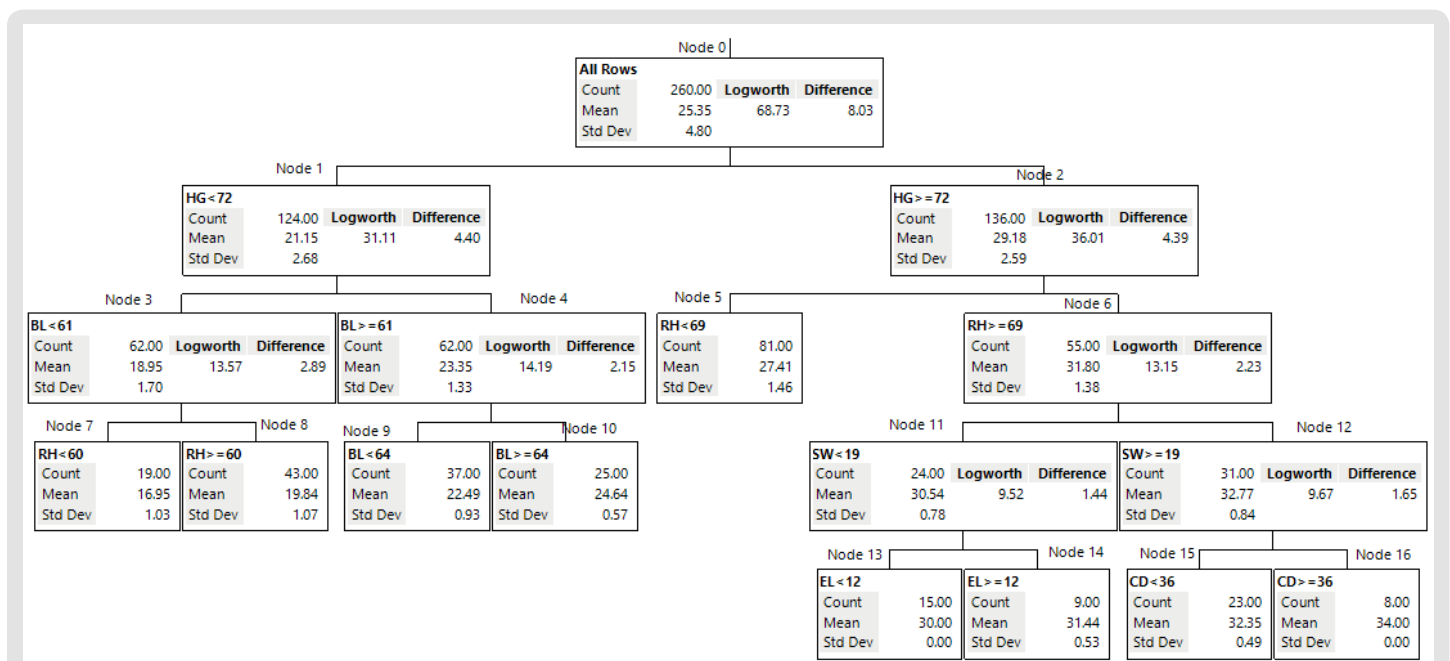 Node 0
All Rows
Count 260.00 Logworth Difference
Mean 25.35 68.73 8.03
Std Dev 4.80
Node 1
HG<72
Count 124.00 Logworth Difference
Mean 21.15 31.11 4.40
Std Dev 2.68
Node 2
HG>=72
Count 136.00 Logworth Difference
Mean 29.18 36.01 4.39
Std Dev 2.59
Node 3
BL<61
Count 62.00 Logworth Difference
Mean 18.95 13.57 2.89
Std Dev 1.70
Node 4
BL>=61
Count 62.00 Logworth Difference
Mean 23.35 14.19 2.15
Std Dev 1.33
Node 5
RH<69
Count 81.00
Mean 27.41
Std Dev 1.46
Node 6
RH>=69
Count 55.00 Logworth Difference
Mean 31.80 13.15 2.23
Std Dev 1.38
Node 7
RH<60
Count 19.00
Mean 16.95
Std Dev 1.03
Node 8
RH>=60
Count 43.00
Mean 19.84
Std Dev 1.07
Node 9
BL<64
Count 37.00
Mean 22.49
Std Dev 0.93
Node 10
BL>=64
Count 25.00
Mean 24.64
Std Dev 0.57
Node 11
SW<19
Count 24.00 Logworth Difference
Mean 30.54 9.52 1.44
Std Dev 0.78
Node 12
SW>=19
Count 31.00 Logworth Difference
Mean 32.77 9.67 1.65
Std Dev 0.84
Node 13
EL<12
Count 15.00
Mean 30.00
Std Dev 0.00
Node 14
EL>=12
Count 9.00
Mean 31.44
Std Dev 0.53
Node 15
CD<36
Count 23.00
Mean 32.35
Std Dev 0.49
Node 16
CD>=36
Count 8.00
Mean 34.00
Std Dev 0.00